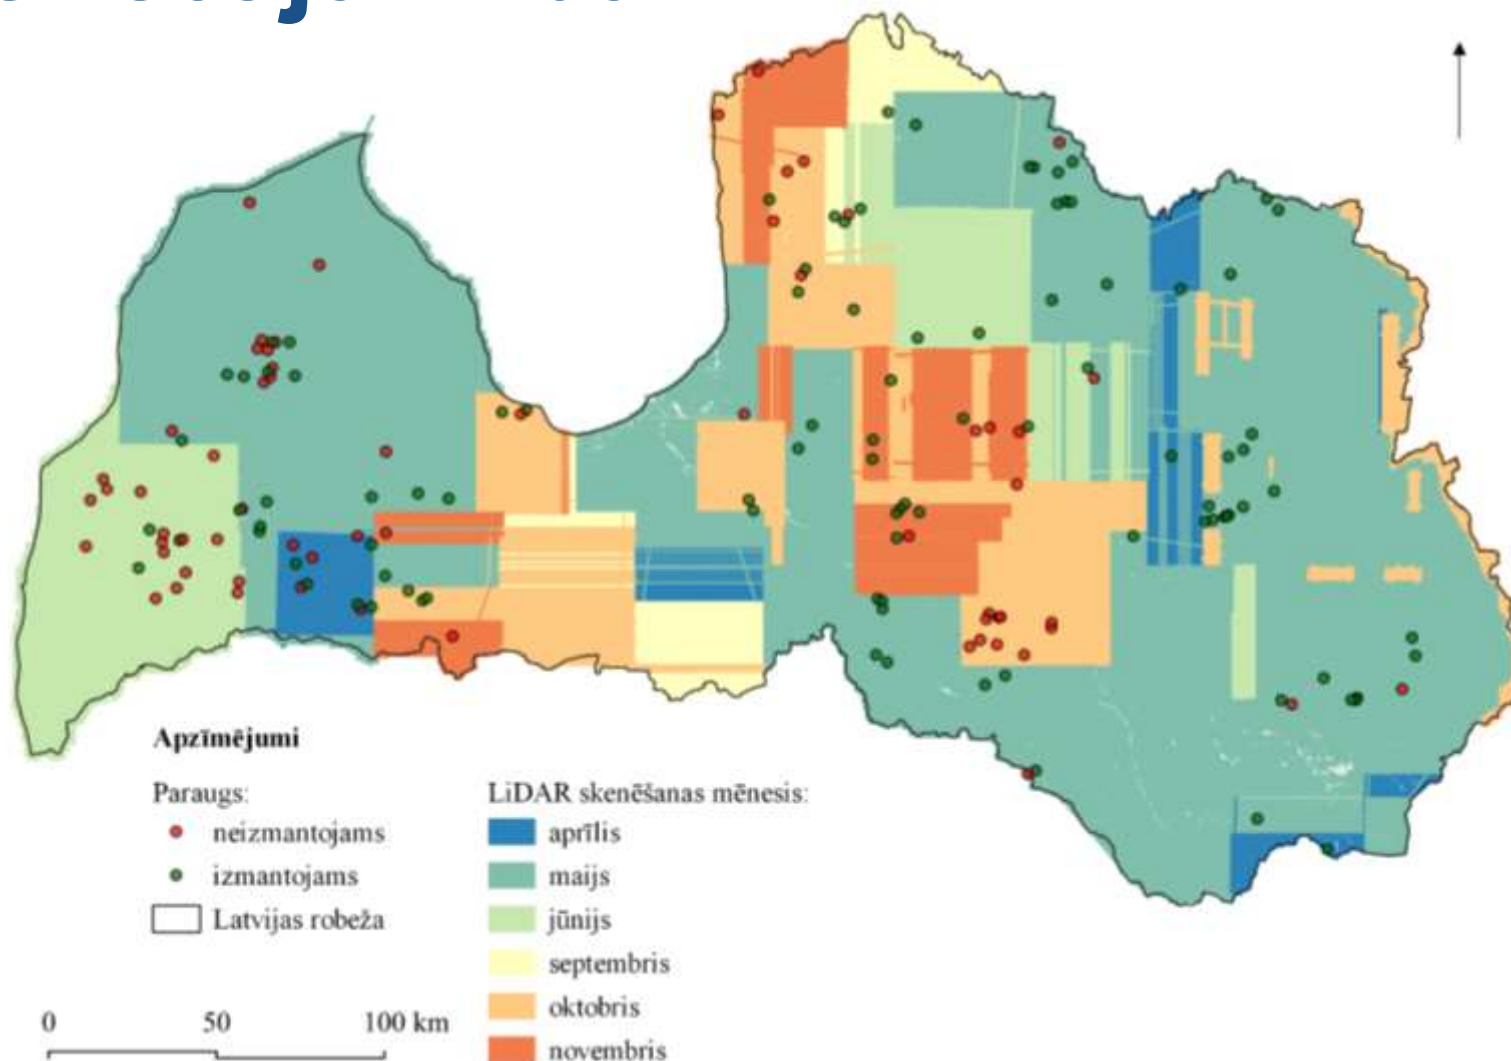 Apzīmējumi
Paraugs:
neizmantojams
izmantojams
Latvijas robeža
0 50 100 km
LiDAR skenēšanas mēnesis:
aprīlis
maijs
jūnijs
septembris
oktobris
novembris